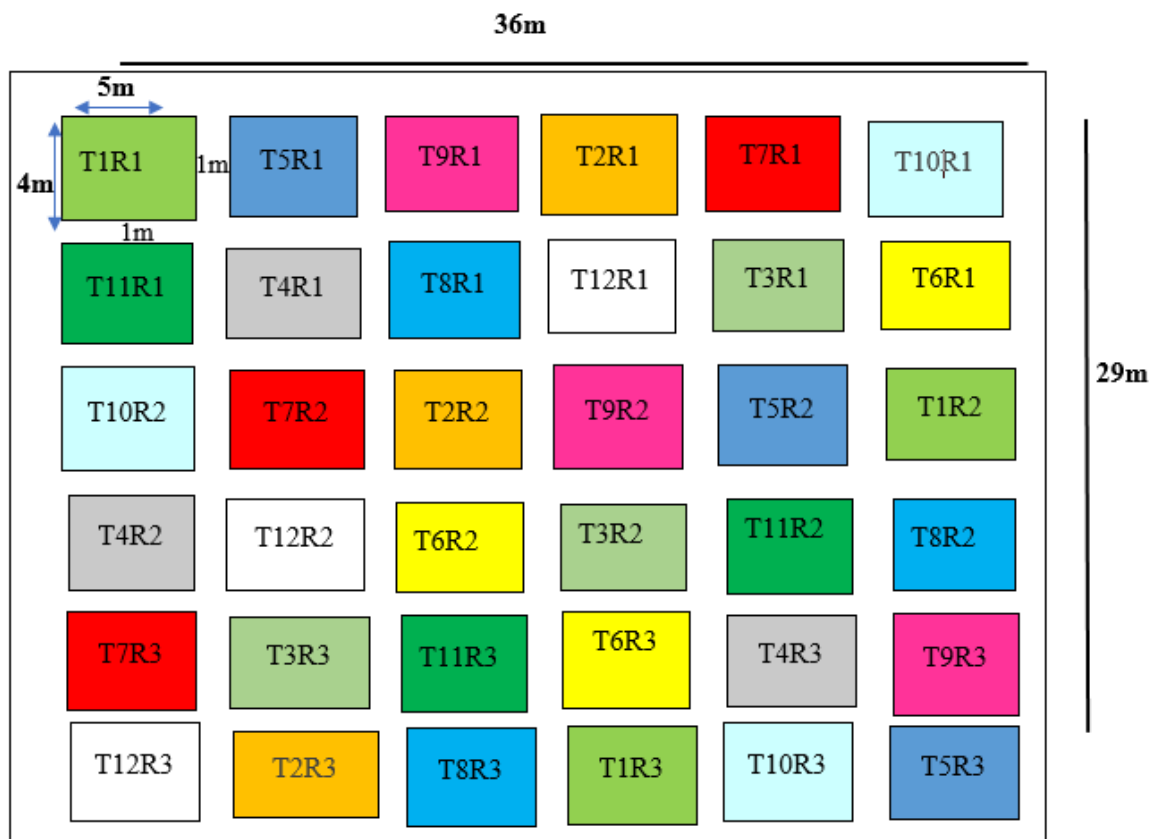 36m
5m
4m
T1R1 1m T5R1 T9R1 T2R1 T7R1 T10R1
1m
T11R1 T4R1 T8R1 T12R1 T3R1 T6R1
29m
T10R2 T7R2 T2R2 T9R2 T5R2 T1R2
T4R2 T12R2 T6R2 T3R2 T11R2 T8R2
T7R3 T3R3 T11R3 T6R3 T4R3 T9R3
T12R3 T2R3 T8R3 T1R3 T10R3 T5R3